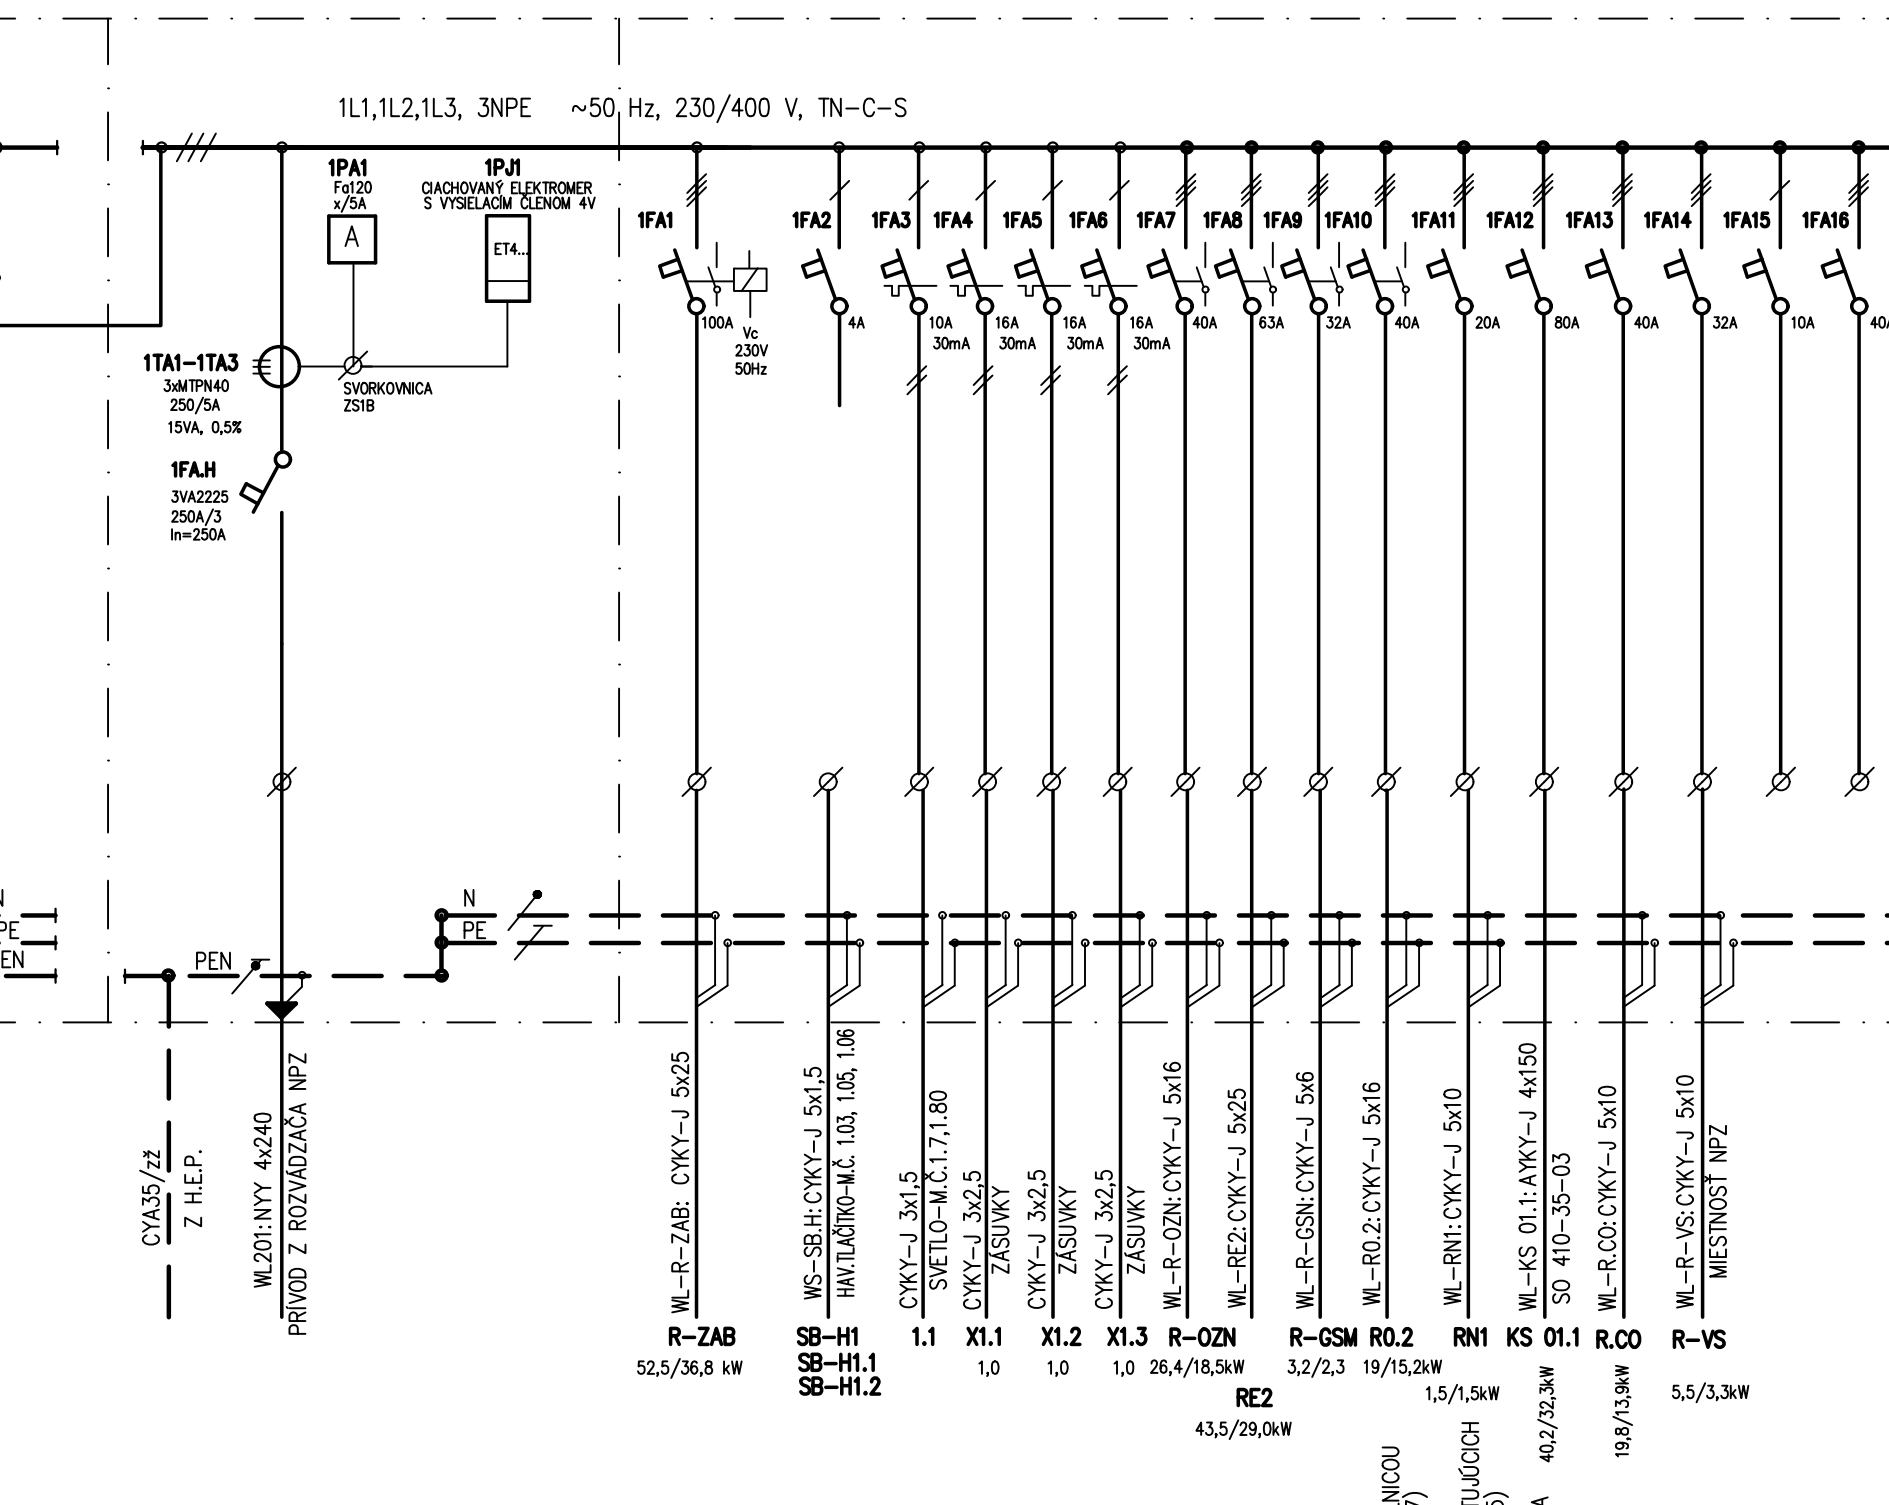 1L1,1L2,1L3, 3NPE ~50 Hz, 230/400 V, TN-C-S
1PA1
Fa120
x/5A
A
1PJ1
CIACHOVANÝ ELEKTROMER
S VYSIELACÍM ČLENOM 4V
ET4...
1TA1-1TA3
3xMTPN40
250/5A
15VA, 0,5%
SVORKOVNICA
ZS1B
1FA.H
3VA2225
250A/3
In=250A
1FA1
100A
Vc
230V
50Hz
1FA2
4A
1FA3
10A
30mA
1FA4
16A
30mA
1FA5
16A
30mA
1FA6
16A
30mA
1FA7
40A
1FA8
63A
1FA9
32A
1FA10
40A
1FA11
20A
1FA12
80A
1FA13
40A
1FA14
32A
1FA15
10A
1FA16
N
PE
PEN
N
PE
PEN
CYA35/zž
Z H.E.P.
WL201:NYY 4x240
PRÍVOD Z ROZVÁDZAČA NPZ
WL-R-ZAB: CYKY-J 5x25
WS-SB.H:CYKY-J 5x1,5
HAV.TLAČÍTKO-M.Č. 1.03, 1.05, 1.06
CYKY-J 3x1,5
SVETLO-M.Č.1.7,1.80
CYKY-J 3x2,5
ZÁSUVKY
CYKY-J 3x2,5
ZÁSUVKY
CYKY-J 3x2,5
ZÁSUVKY
WL-R-OZN:CYKY-J 5x16
WL-RE2:CYKY-J 5x25
WL-R-GSN:CYKY-J 5x6
WL-R0.2:CYKY-J 5x16
WL-RN1:CYKY-J 5x10
WL-KS 01.1:AYKY-J 4x150
SO 410-35-03
WL-R.CO:CYKY-J 5x10
WL-R-VS:CYKY-J 5x10
MIESTNOSŤ NPZ
R-ZAB
52,5/36,8 kW
SB-H1
SB-H1.1
SB-H1.2
1.1
X1.1
1,0
X1.2
1,0
X1.3
1,0
R-OZN
26,4/18,5kW
RE2
43,5/29,0kW
R-GSM
3,2/2,3
R0.2
19/15,2kW
RN1
1,5/1,5kW
KS 01.1
40,2/32,3kW
R.CO
19,8/13,9kW
R-VS
5,5/3,3kW